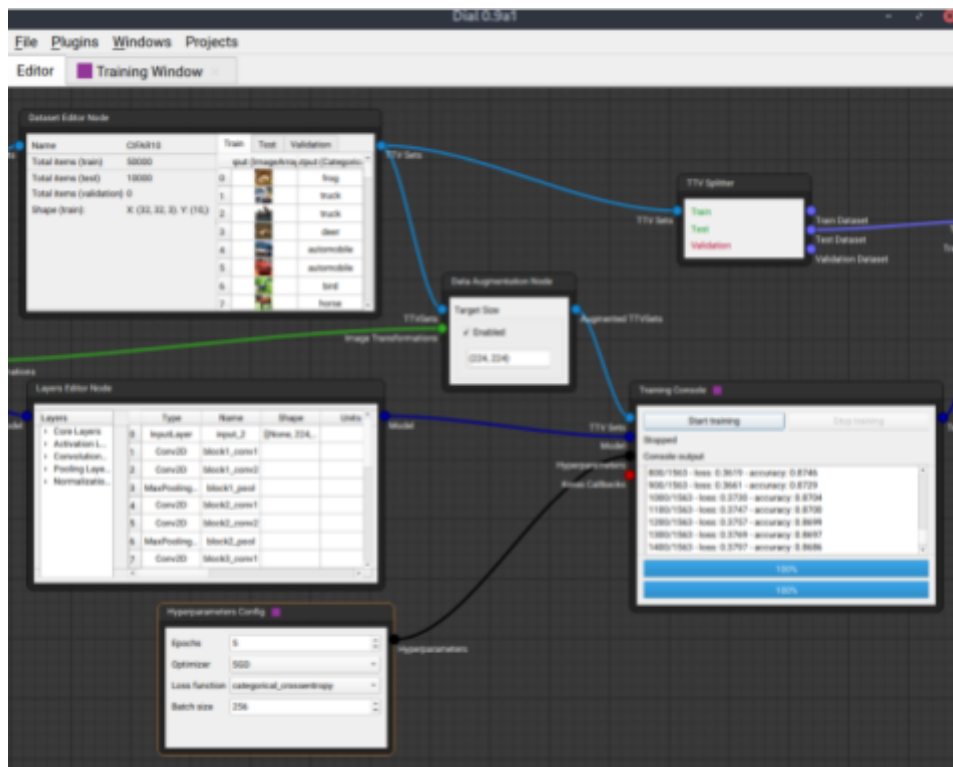 Dial 0.9a1
File Plugins Windows Projects
Editor Training Window
Dataset Editor Node
Name CIFAR10
Total items (train) 50000
Total items (test) 10000
Total items (validation) 0
Shape (train): X: (32, 32, 3). Y: (10,)
Train Test Validation
0 frog
1 truck
2 truck
3 deer
4 automobile
5 automobile
6 bird
7 horse
TTV Sets
TTV Splitter
TTV Sets
Train
Test
Validation
Train Dataset
Test Dataset
Validation Dataset
Data Augmentation Node
TTVSets
Image Transformations
Target Size
✓ Enabled
(224, 224)
Augmented TTVSets
Layers Editor Node
Layers
Core Layers
Activation L...
Convolution...
Pooling Laye...
Normalizatio...
Type Name Shape Units
0 InputLayer input_2 [(None, 224,...
1 Conv2D block1_conv1
2 Conv2D block1_conv2
3 MaxPooling... block1_pool
4 Conv2D block2_conv1
5 Conv2D block2_conv2
6 MaxPooling... block2_pool
7 Conv2D block3_conv1
Model
Training Console
TTV Sets
Model
Hyperparameters
Keras Callbacks
Start training Stop training
Stopped
Console output
800/1563 - loss: 0.3619 - accuracy: 0.8746
900/1563 - loss: 0.3661 - accuracy: 0.8729
1000/1563 - loss: 0.3730 - accuracy: 0.8704
1100/1563 - loss: 0.3747 - accuracy: 0.8700
1200/1563 - loss: 0.3757 - accuracy: 0.8699
1300/1563 - loss: 0.3769 - accuracy: 0.8697
1400/1563 - loss: 0.3797 - accuracy: 0.8686
100%
100%
Hyperparameters Config
Epochs 5
Optimizer SGD
Loss function categorical_crossentropy
Batch size 256
Hyperparameters